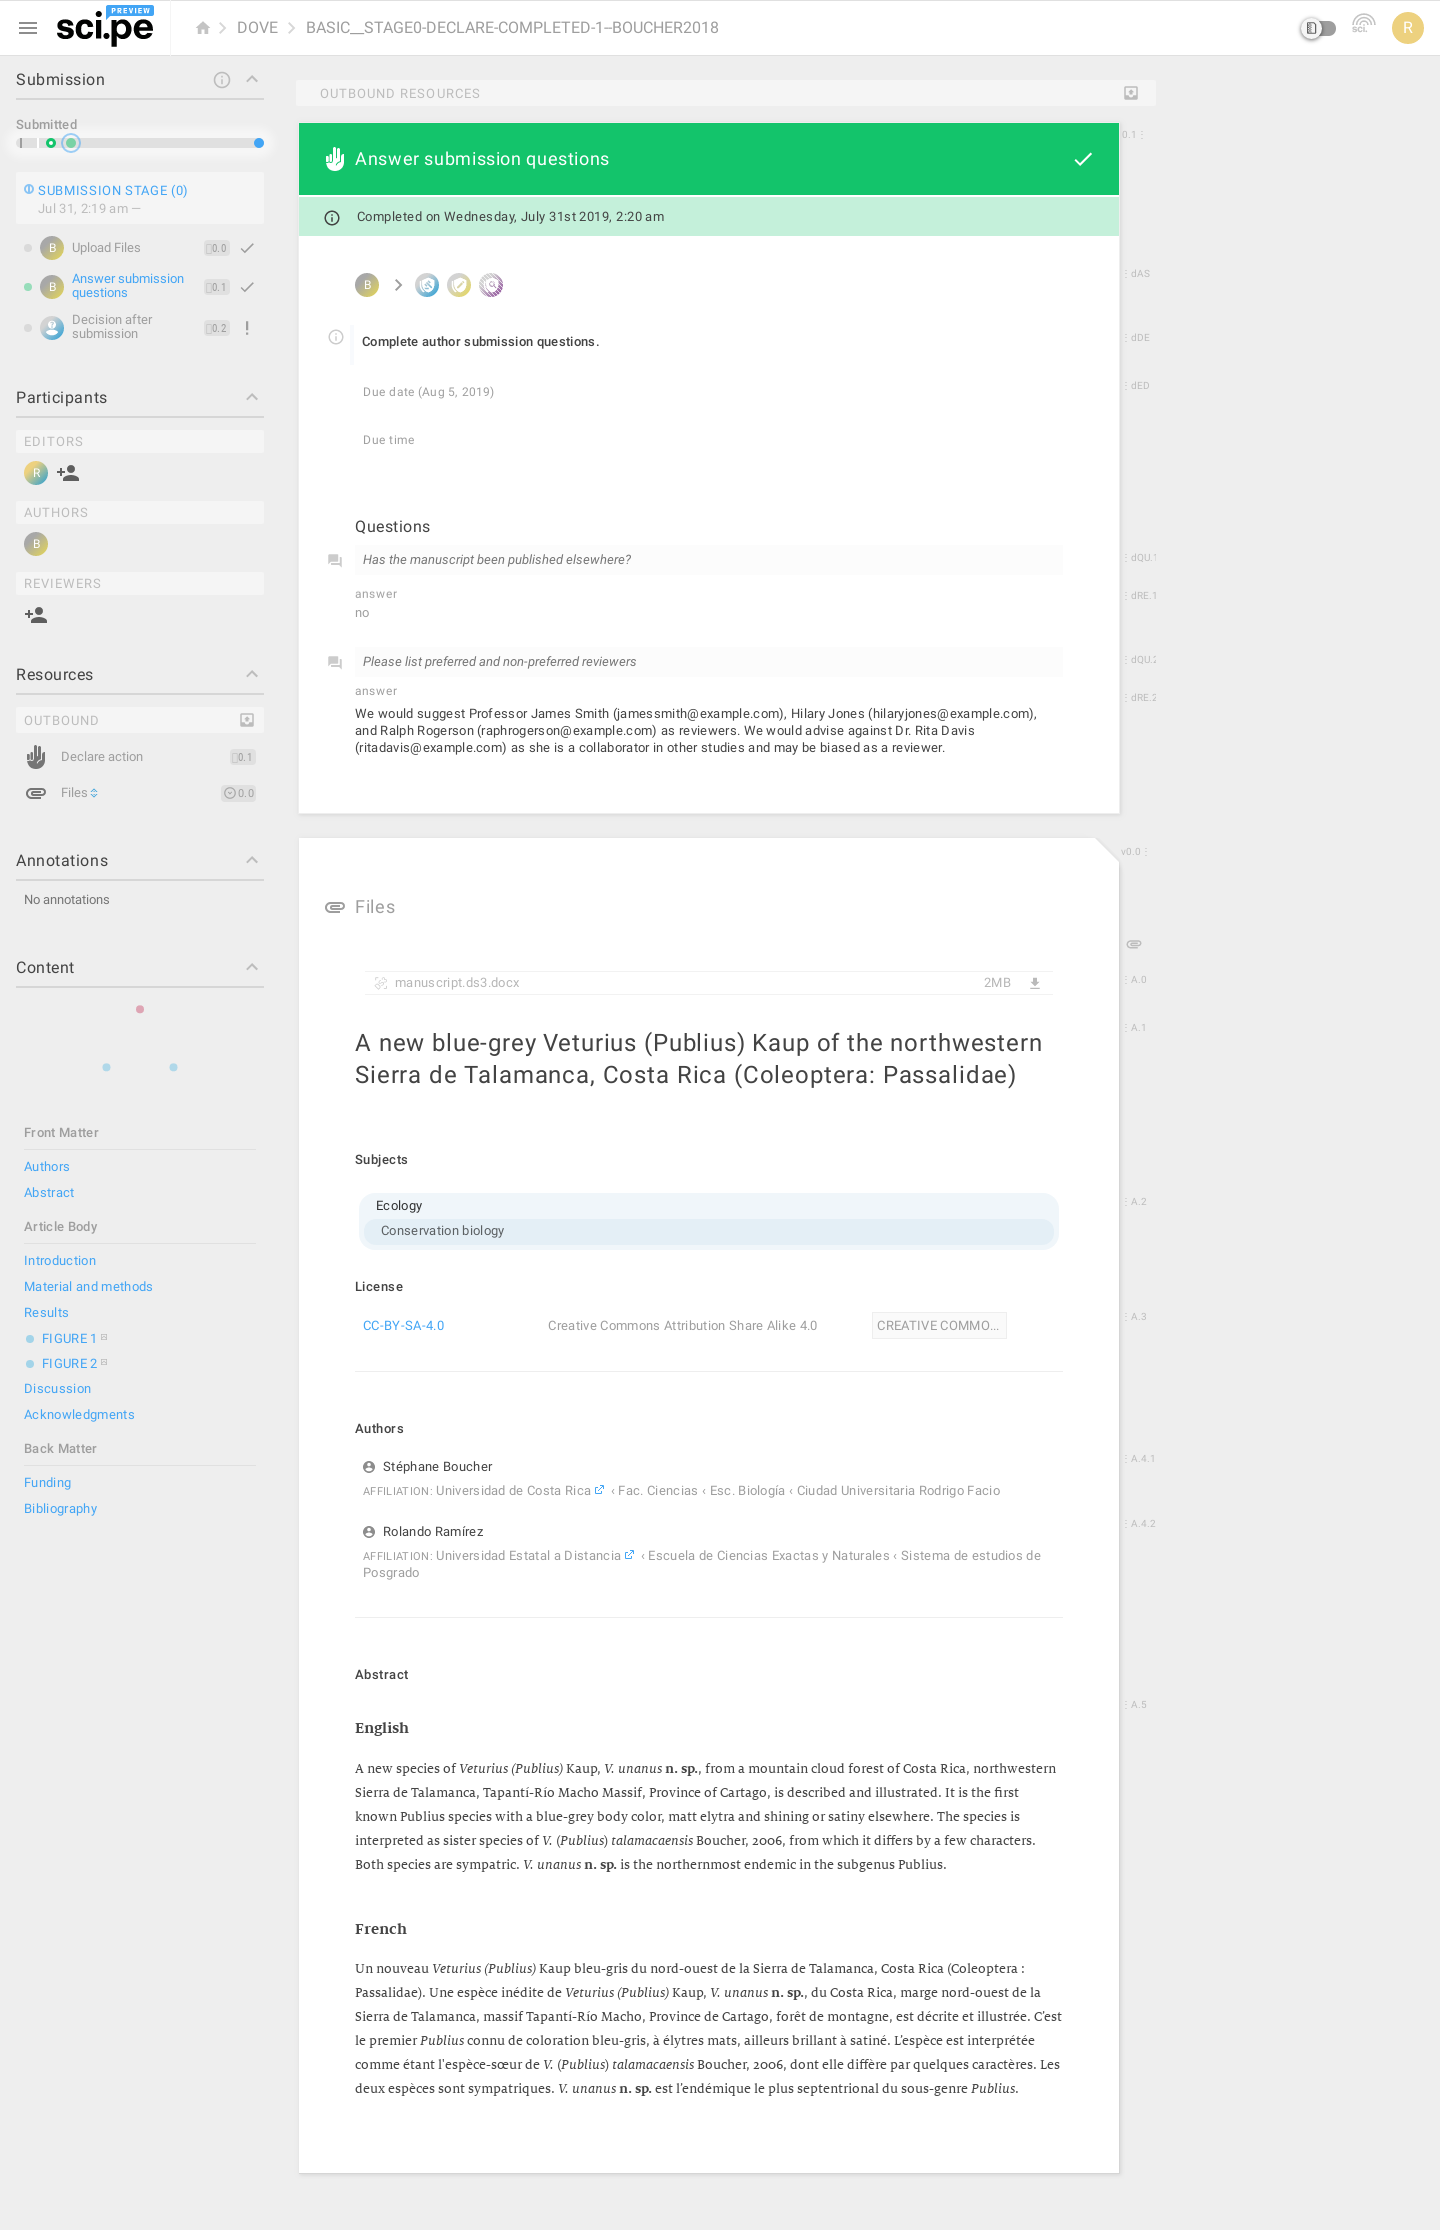 PREVIEW
sci.pe
DOVE
BASIC__STAGE0-DECLARE-COMPLETED-1--BOUCHER2018
sci.
R
Submission
Submitted
SUBMISSION STAGE (0)
Jul 31, 2:19 am —
B
Upload Files
0.0
B
Answer submission
questions
0.1
Decision after
submission
0.2
Participants
EDITORS
R
AUTHORS
B
REVIEWERS
Resources
OUTBOUND
Declare action
0.1
Files
0.0
Annotations
No annotations
Content
Front Matter
Authors
Abstract
Article Body
Introduction
Material and methods
Results
FIGURE 1
FIGURE 2
Discussion
Acknowledgments
Back Matter
Funding
Bibliography
OUTBOUND RESOURCES
Answer submission questions
0.1
Completed on Wednesday, July 31st 2019, 2:20 am
B
dAS
Complete author submission questions.
dDE
Due date (Aug 5, 2019)
dED
Due time
Questions
Has the manuscript been published elsewhere?
dQU.1
answer
dRE.1
no
Please list preferred and non-preferred reviewers
dQU.2
answer
dRE.2
We would suggest Professor James Smith (jamessmith@example.com), Hilary Jones (hilaryjones@example.com),
and Ralph Rogerson (raphrogerson@example.com) as reviewers. We would advise against Dr. Rita Davis
(ritadavis@example.com) as she is a collaborator in other studies and may be biased as a reviewer.
v0.0
Files
manuscript.ds3.docx
2MB
A.0
A new blue-grey Veturius (Publius) Kaup of the northwestern
Sierra de Talamanca, Costa Rica (Coleoptera: Passalidae)
A.1
Subjects
Ecology
A.2
Conservation biology
License
CC-BY-SA-4.0
Creative Commons Attribution Share Alike 4.0
CREATIVE COMMO...
A.3
Authors
Stéphane Boucher
A.4.1
AFFILIATION: Universidad de Costa Rica ‹ Fac. Ciencias ‹ Esc. Biología ‹ Ciudad Universitaria Rodrigo Facio
Rolando Ramírez
A.4.2
AFFILIATION: Universidad Estatal a Distancia ‹ Escuela de Ciencias Exactas y Naturales ‹ Sistema de estudios de
Posgrado
Abstract
A.5
English
A new species of Veturius (Publius) Kaup, V. unanus n. sp., from a mountain cloud forest of Costa Rica, northwestern
Sierra de Talamanca, Tapantí-Río Macho Massif, Province of Cartago, is described and illustrated. It is the first
known Publius species with a blue-grey body color, matt elytra and shining or satiny elsewhere. The species is
interpreted as sister species of V. (Publius) talamacaensis Boucher, 2006, from which it differs by a few characters.
Both species are sympatric. V. unanus n. sp. is the northernmost endemic in the subgenus Publius.
French
Un nouveau Veturius (Publius) Kaup bleu-gris du nord-ouest de la Sierra de Talamanca, Costa Rica (Coleoptera :
Passalidae). Une espèce inédite de Veturius (Publius) Kaup, V. unanus n. sp., du Costa Rica, marge nord-ouest de la
Sierra de Talamanca, massif Tapantí-Río Macho, Province de Cartago, forêt de montagne, est décrite et illustrée. C'est
le premier Publius connu de coloration bleu-gris, à élytres mats, ailleurs brillant à satiné. L'espèce est interprétée
comme étant l'espèce-sœur de V. (Publius) talamacaensis Boucher, 2006, dont elle diffère par quelques caractères. Les
deux espèces sont sympatriques. V. unanus n. sp. est l'endémique le plus septentrional du sous-genre Publius.